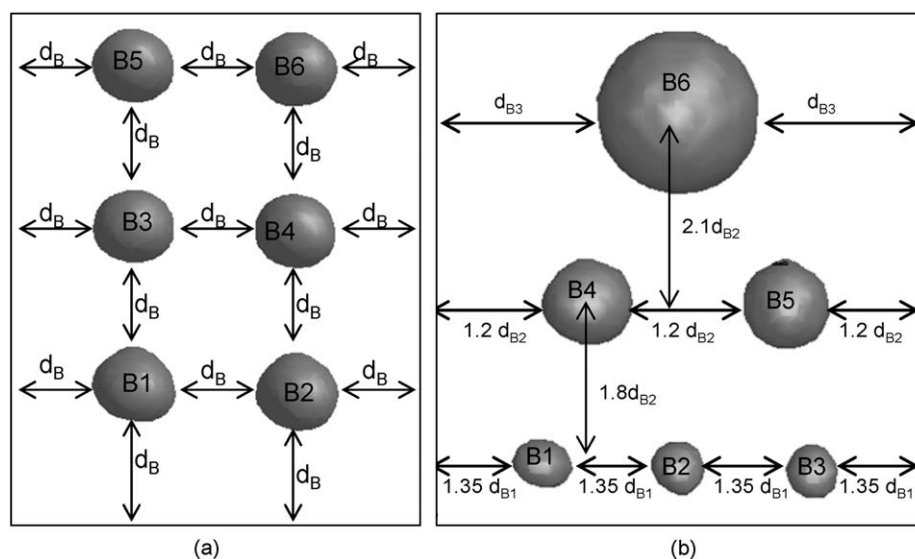 d_B B5 d_B B6 d_B
d_B d_B
d_B B3 d_B B4 d_B
d_B d_B
d_B B1 d_B B2 d_B
d_B d_B
(a)
B6
d_B3 d_B3
2.1d_B2
B4 B5
1.2 d_B2 1.2 d_B2 1.2 d_B2
1.8d_B2
B1 B2 B3
1.35 d_B1 1.35 d_B1 1.35 d_B1 1.35 d_B1
(b)